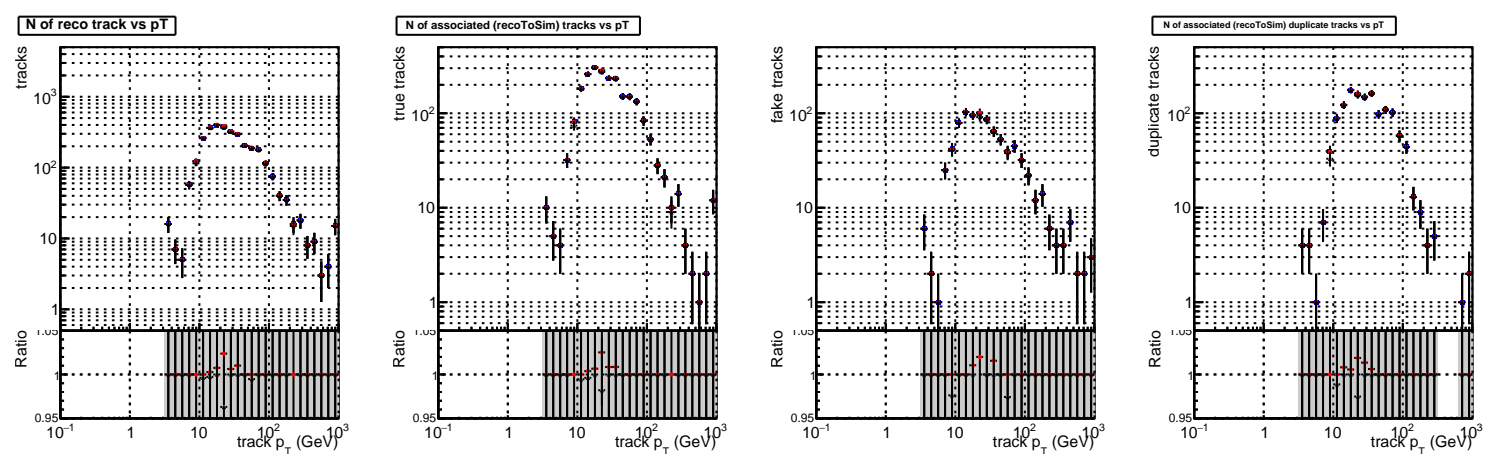 N of reco track vs pT
tracks
10³
10²
10
1
Ratio
1.05
1
0.95
10⁻¹ 1 10 10² 10³
track p_T (GeV)
N of associated (recoToSim) tracks vs pT
true tracks
10²
10
1
Ratio
1.05
1
0.95
10⁻¹ 1 10 10² 10³
track p_T (GeV)
fake tracks
10²
10
1
Ratio
1.05
1
0.95
10⁻¹ 1 10 10² 10³
track p_T (GeV)
N of associated (recoToSim) duplicate tracks vs pT
duplicate tracks
10²
10
1
Ratio
1.05
1
0.95
10⁻¹ 1 10 10² 10³
track p_T (GeV)